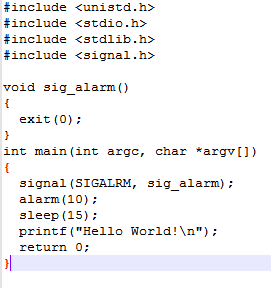 #include <unistd.h>
#include <stdio.h>
#include <stdlib.h>
#include <signal.h>

void sig_alarm()
{
  exit(0);
}
int main(int argc, char *argv[])
{
  signal(SIGALRM, sig_alarm);
  alarm(10);
  sleep(15);
  printf("Hello World!\n");
  return 0;
}